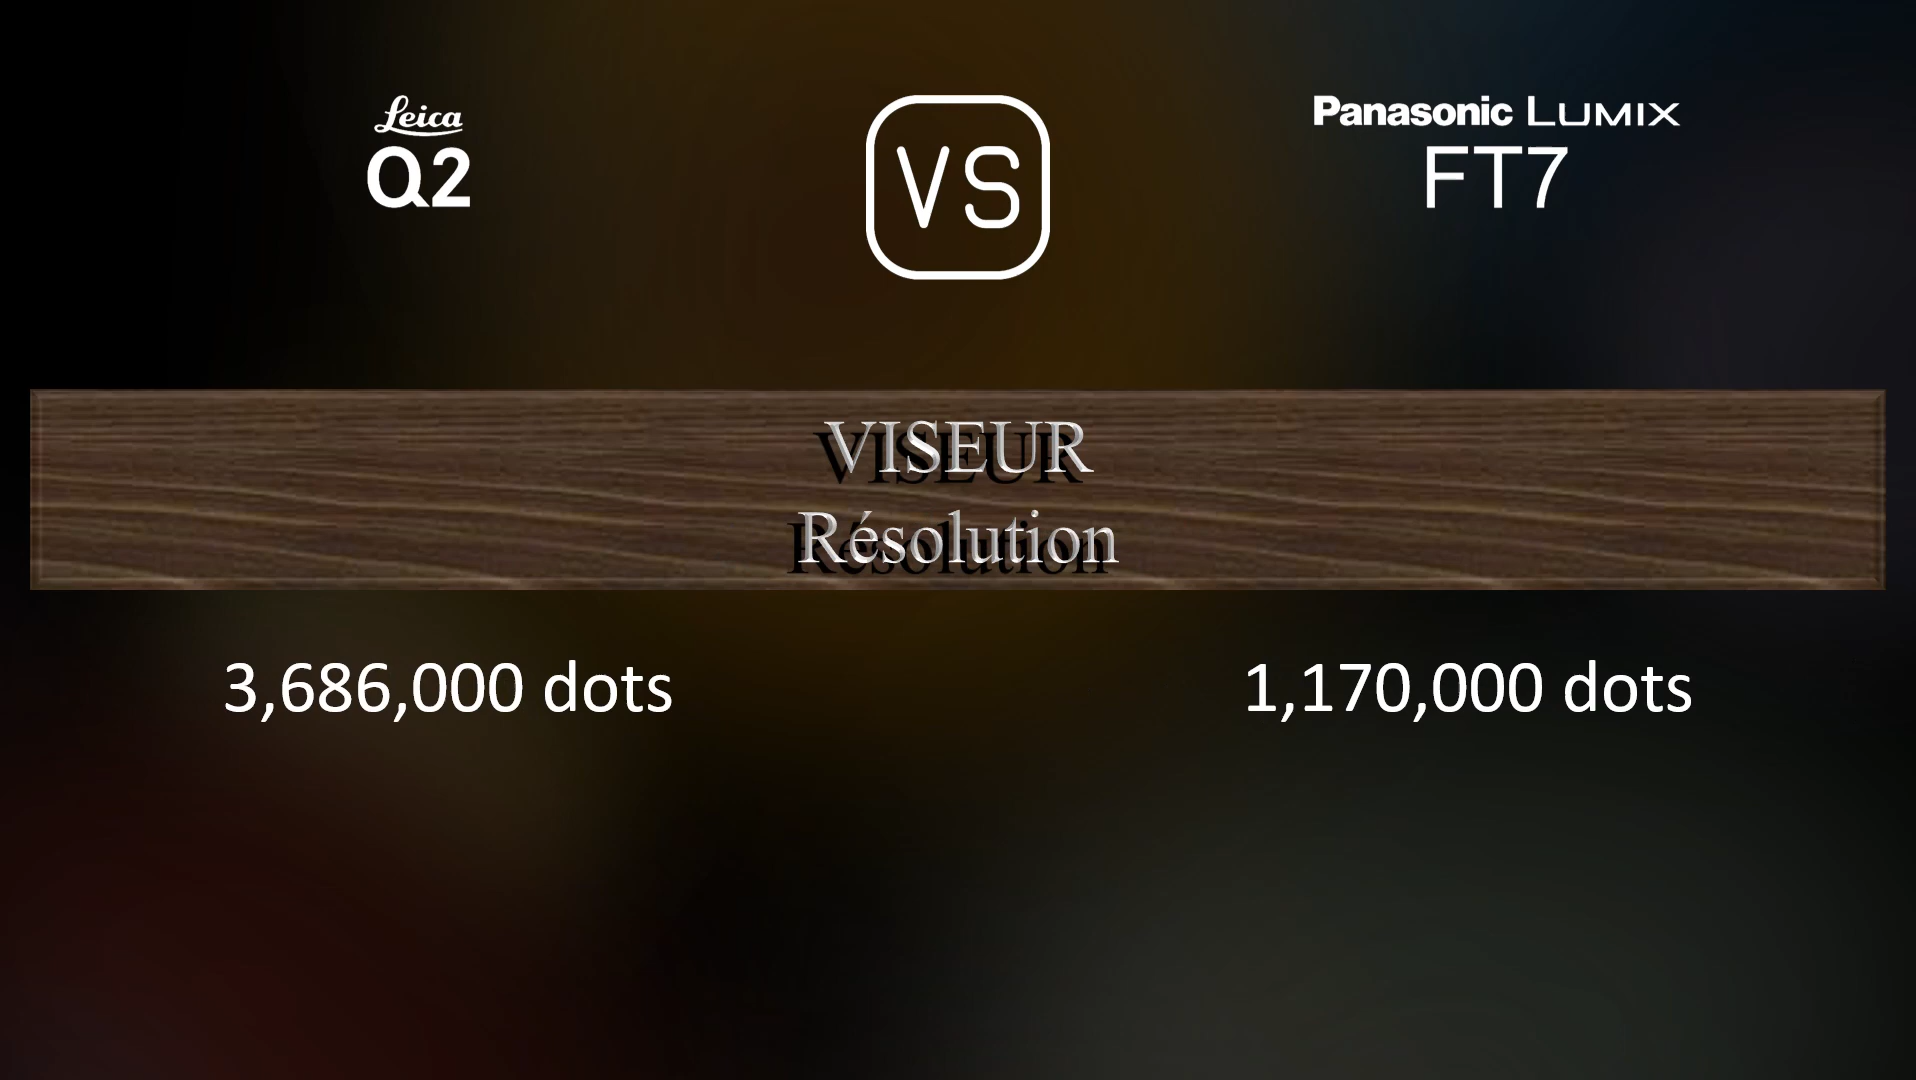 Leica
Q2
VS
Panasonic LUMIX
FT7
VISEUR
Résolution
3,686,000 dots
1,170,000 dots